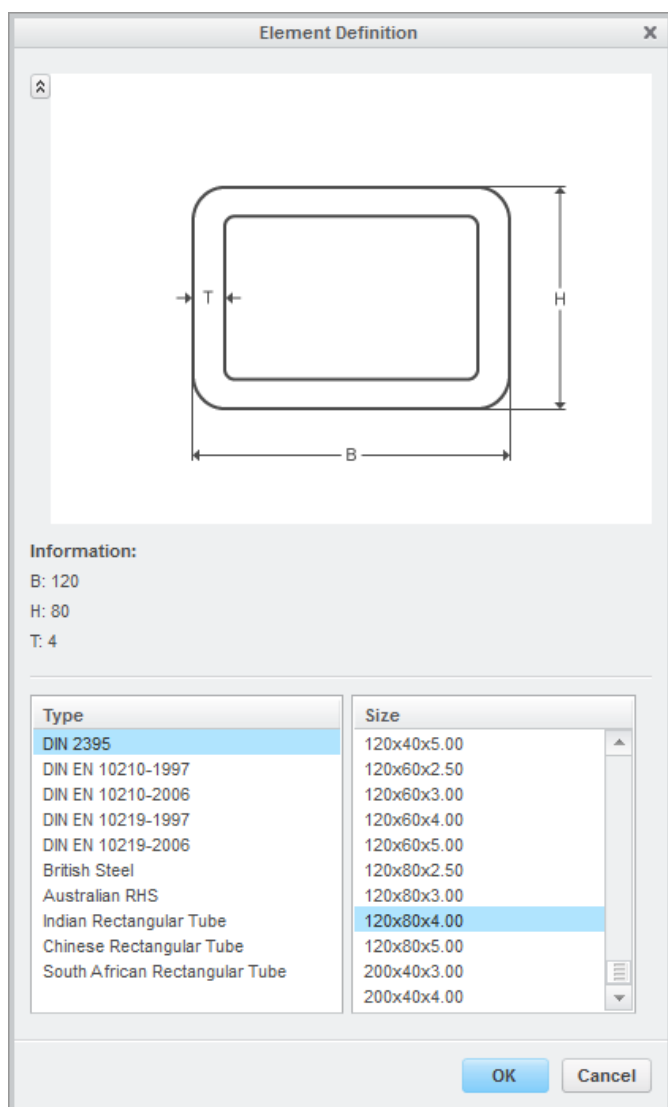 Element Definition
T
H
B
Information:
B: 120
H: 80
T: 4
Type
DIN 2395
DIN EN 10210-1997
DIN EN 10210-2006
DIN EN 10219-1997
DIN EN 10219-2006
British Steel
Australian RHS
Indian Rectangular Tube
Chinese Rectangular Tube
South African Rectangular Tube
Size
120x40x5.00
120x60x2.50
120x60x3.00
120x60x4.00
120x60x5.00
120x80x2.50
120x80x3.00
120x80x4.00
120x80x5.00
200x40x3.00
200x40x4.00
OK
Cancel